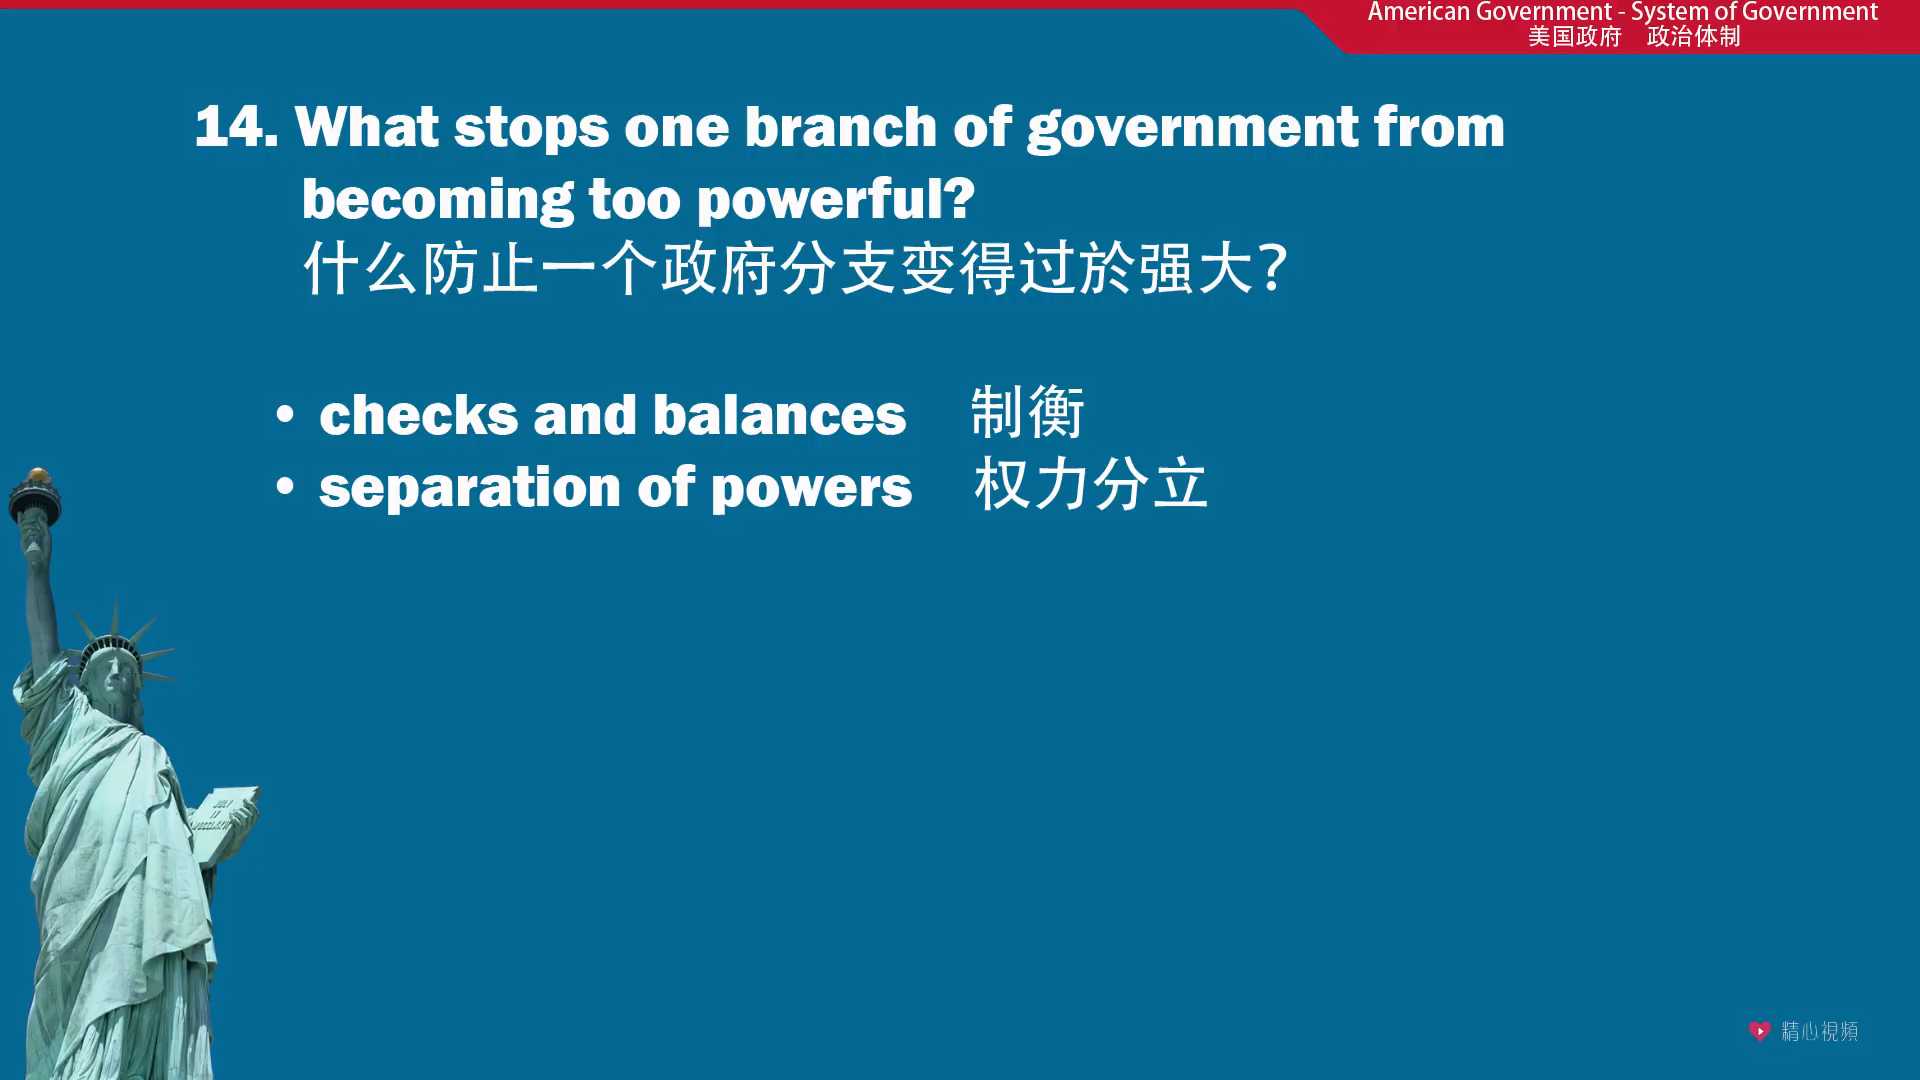 American Government - System of Government
美国政府 政治体制
14. What stops one branch of government from
becoming too powerful?
什么防止一个政府分支变得过於强大?
• checks and balances 制衡
• separation of powers 权力分立
JULY
IV
精心視頻